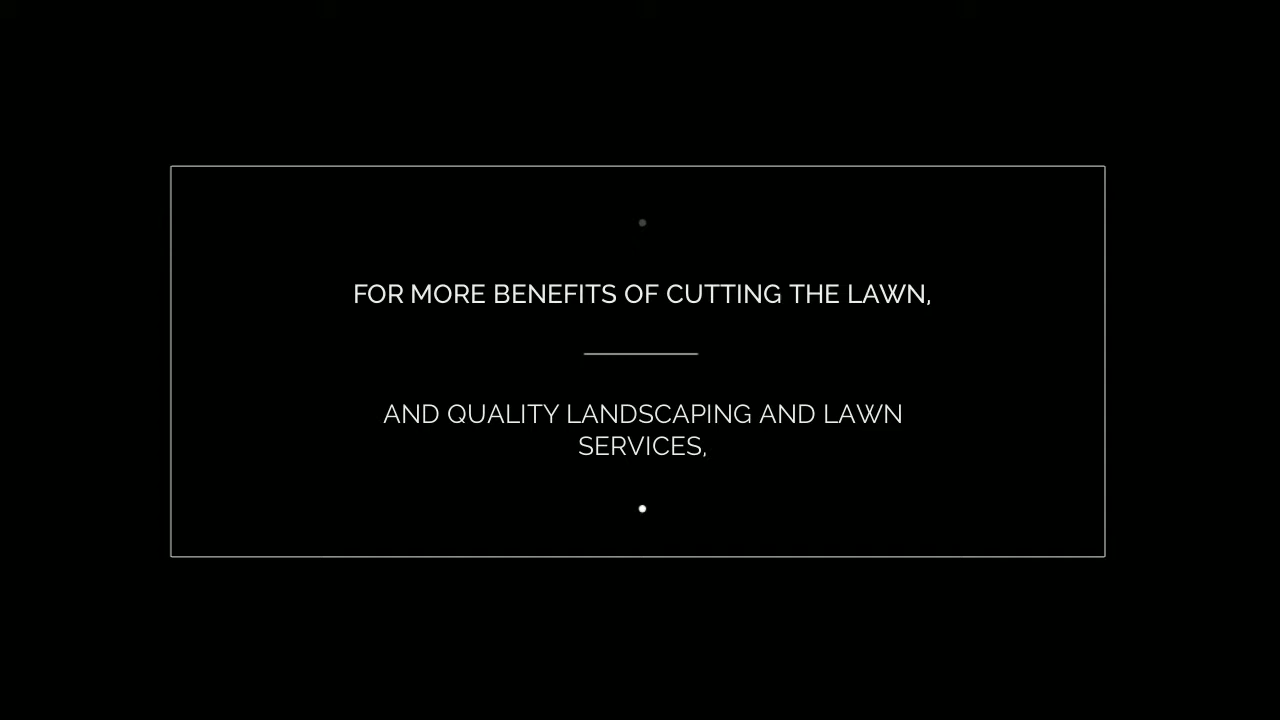 FOR MORE BENEFITS OF CUTTING THE LAWN,
AND QUALITY LANDSCAPING AND LAWN
SERVICES,